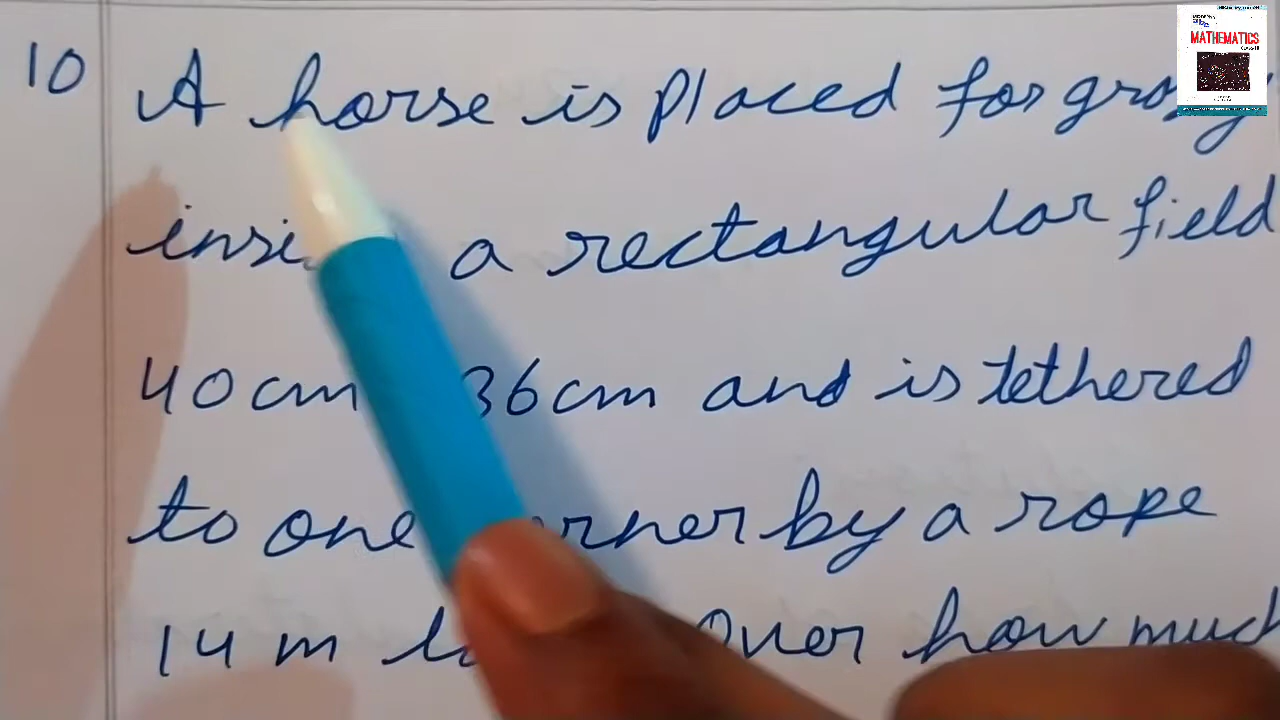 10 A horse is placed for
a rectangular field
40cm 36cm and is tethered
to one by a rope
14 m over how much
MATHEMATICS